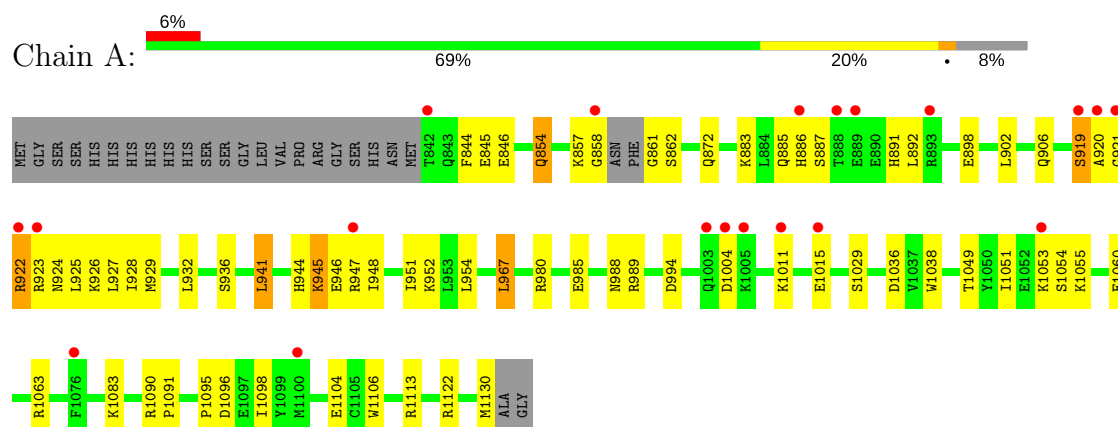 6%
Chain A:
69% 20% • 8%
MET GLY SER SER HIS HIS HIS HIS HIS HIS SER SER GLY LEU VAL PRO ARG GLY SER HIS ASN MET T842 Q843 F844 E845 E846 Q854 K857 G858 ASN PHE G861 S862 Q872 K883 L884 Q885 H886 S887 T888 E889 E890 H891 L892 R893 E898 L902 Q906 S919 A920
R922 R923 N924 L925 K926 L927 I928 M929 L932 S936 L941 H944 K945 E946 R947 I948 I951 K952 L953 L954 L967 R980 E985 N988 R989 D994 Q1003 D1004 K1005 K1011 E1015 S1029 D1036 V1037 W1038 T1049 Y1050 I1051 E1052 K1053 S1054 K1055
R1063 F1076 K1083 R1090 P1091 P1095 D1096 E1097 I1098 Y1099 M1100 E1104 C1105 W1106 R1113 R1122 M1130 ALA GLY